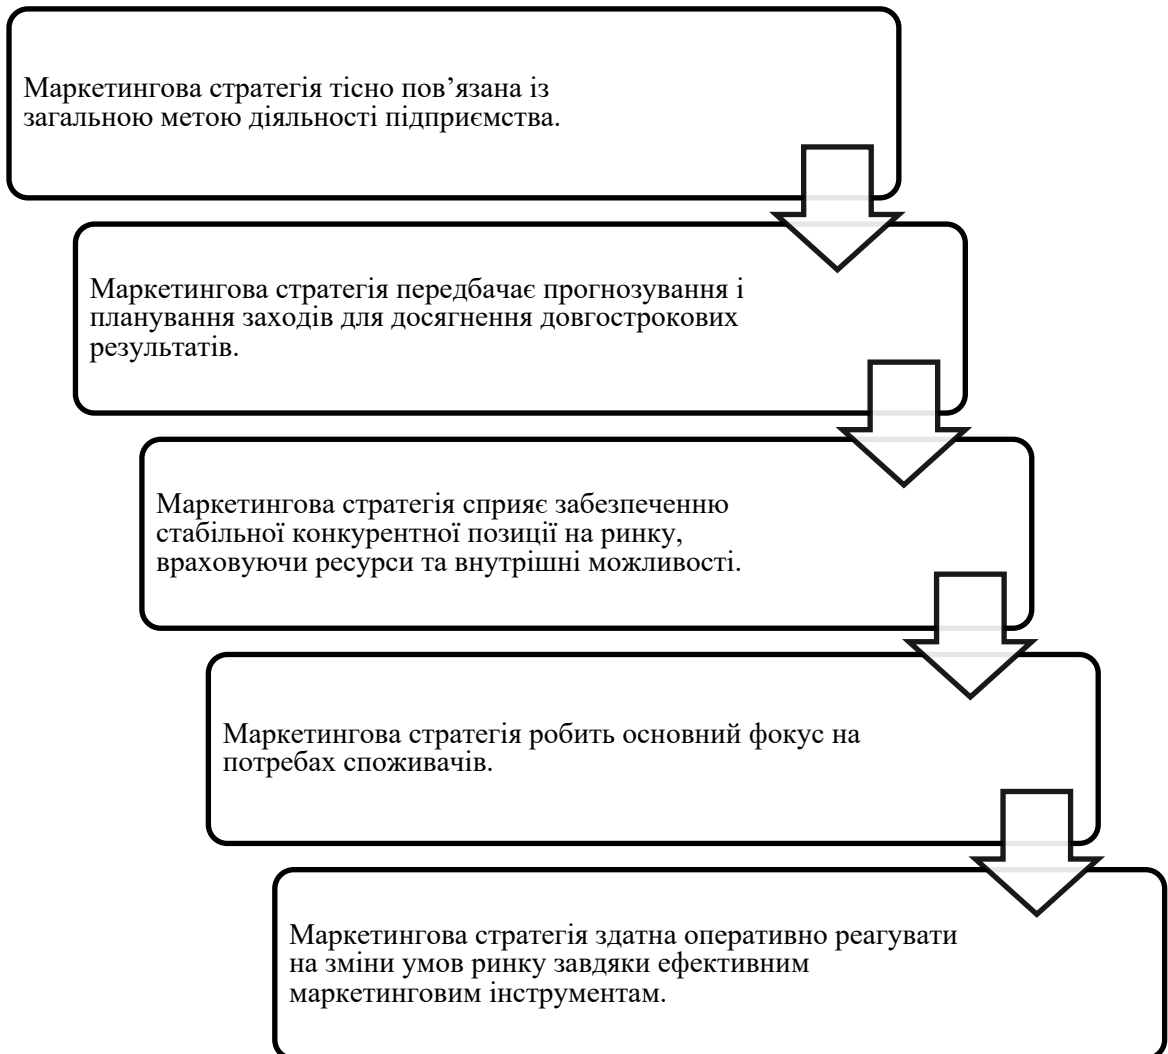 Маркетингова стратегія тісно пов’язана із
загальною метою діяльності підприємства.
Маркетингова стратегія передбачає прогнозування і
планування заходів для досягнення довгострокових
результатів.
Маркетингова стратегія сприяє забезпеченню
стабільної конкурентної позиції на ринку,
враховуючи ресурси та внутрішні можливості.
Маркетингова стратегія робить основний фокус на
потребах споживачів.
Маркетингова стратегія здатна оперативно реагувати
на зміни умов ринку завдяки ефективним
маркетинговим інструментам.